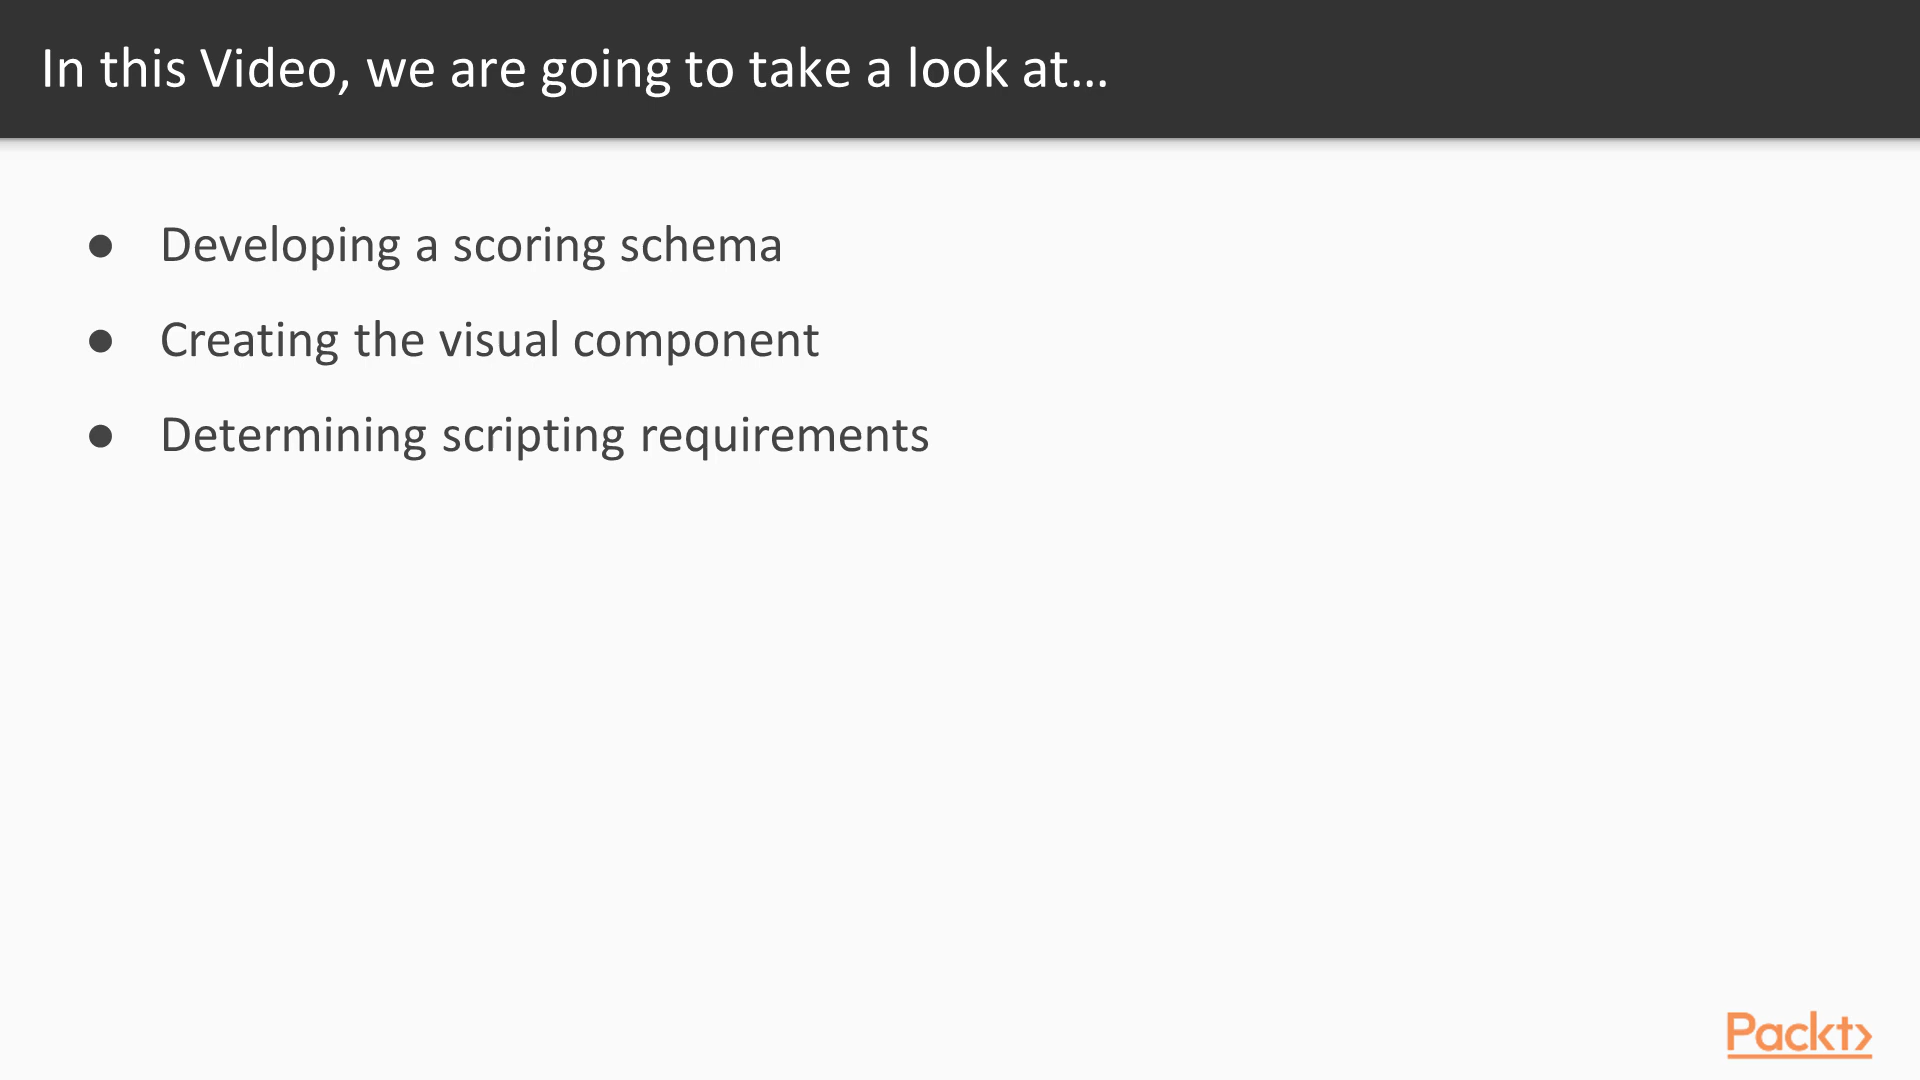 In this Video, we are going to take a look at...
● Developing a scoring schema
● Creating the visual component
● Determining scripting requirements
Packt>